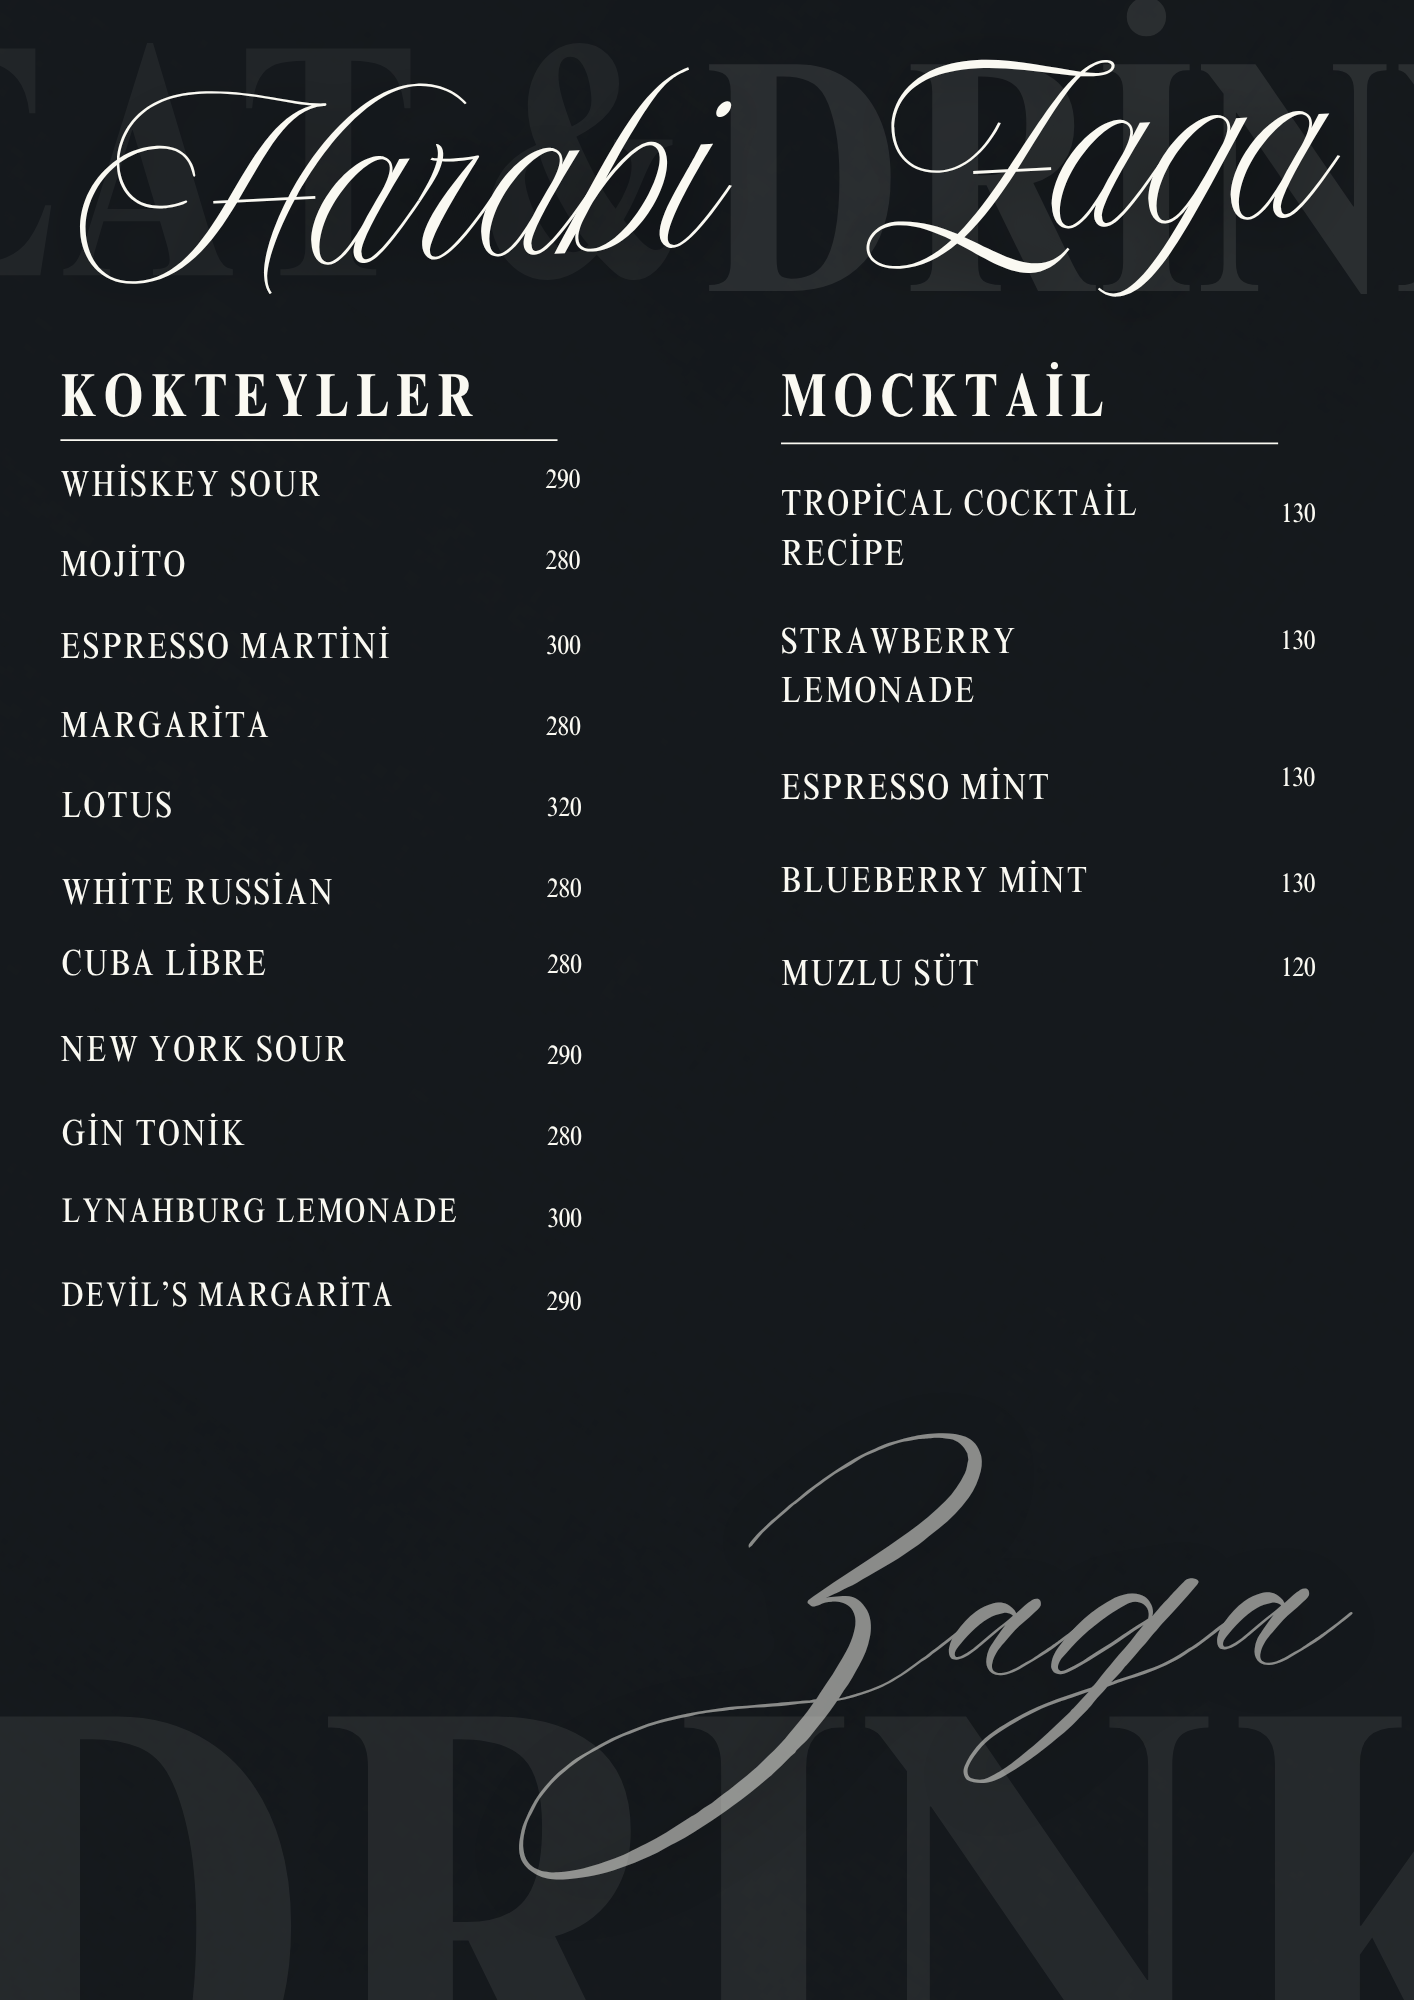 EAT & DRİNK
Harabi Zaga
KOKTEYLLER
WHİSKEY SOUR 290
MOJİTO 280
ESPRESSO MARTİNİ 300
MARGARİTA 280
LOTUS 320
WHİTE RUSSİAN 280
CUBA LİBRE 280
NEW YORK SOUR 290
GİN TONİK 280
LYNAHBURG LEMONADE 300
DEVİL’S MARGARİTA 290
MOCKTAİL
TROPİCAL COCKTAİL 130
RECİPE
STRAWBERRY 130
LEMONADE
ESPRESSO MİNT 130
BLUEBERRY MİNT 130
MUZLU SÜT 120
Zaga
DRINK